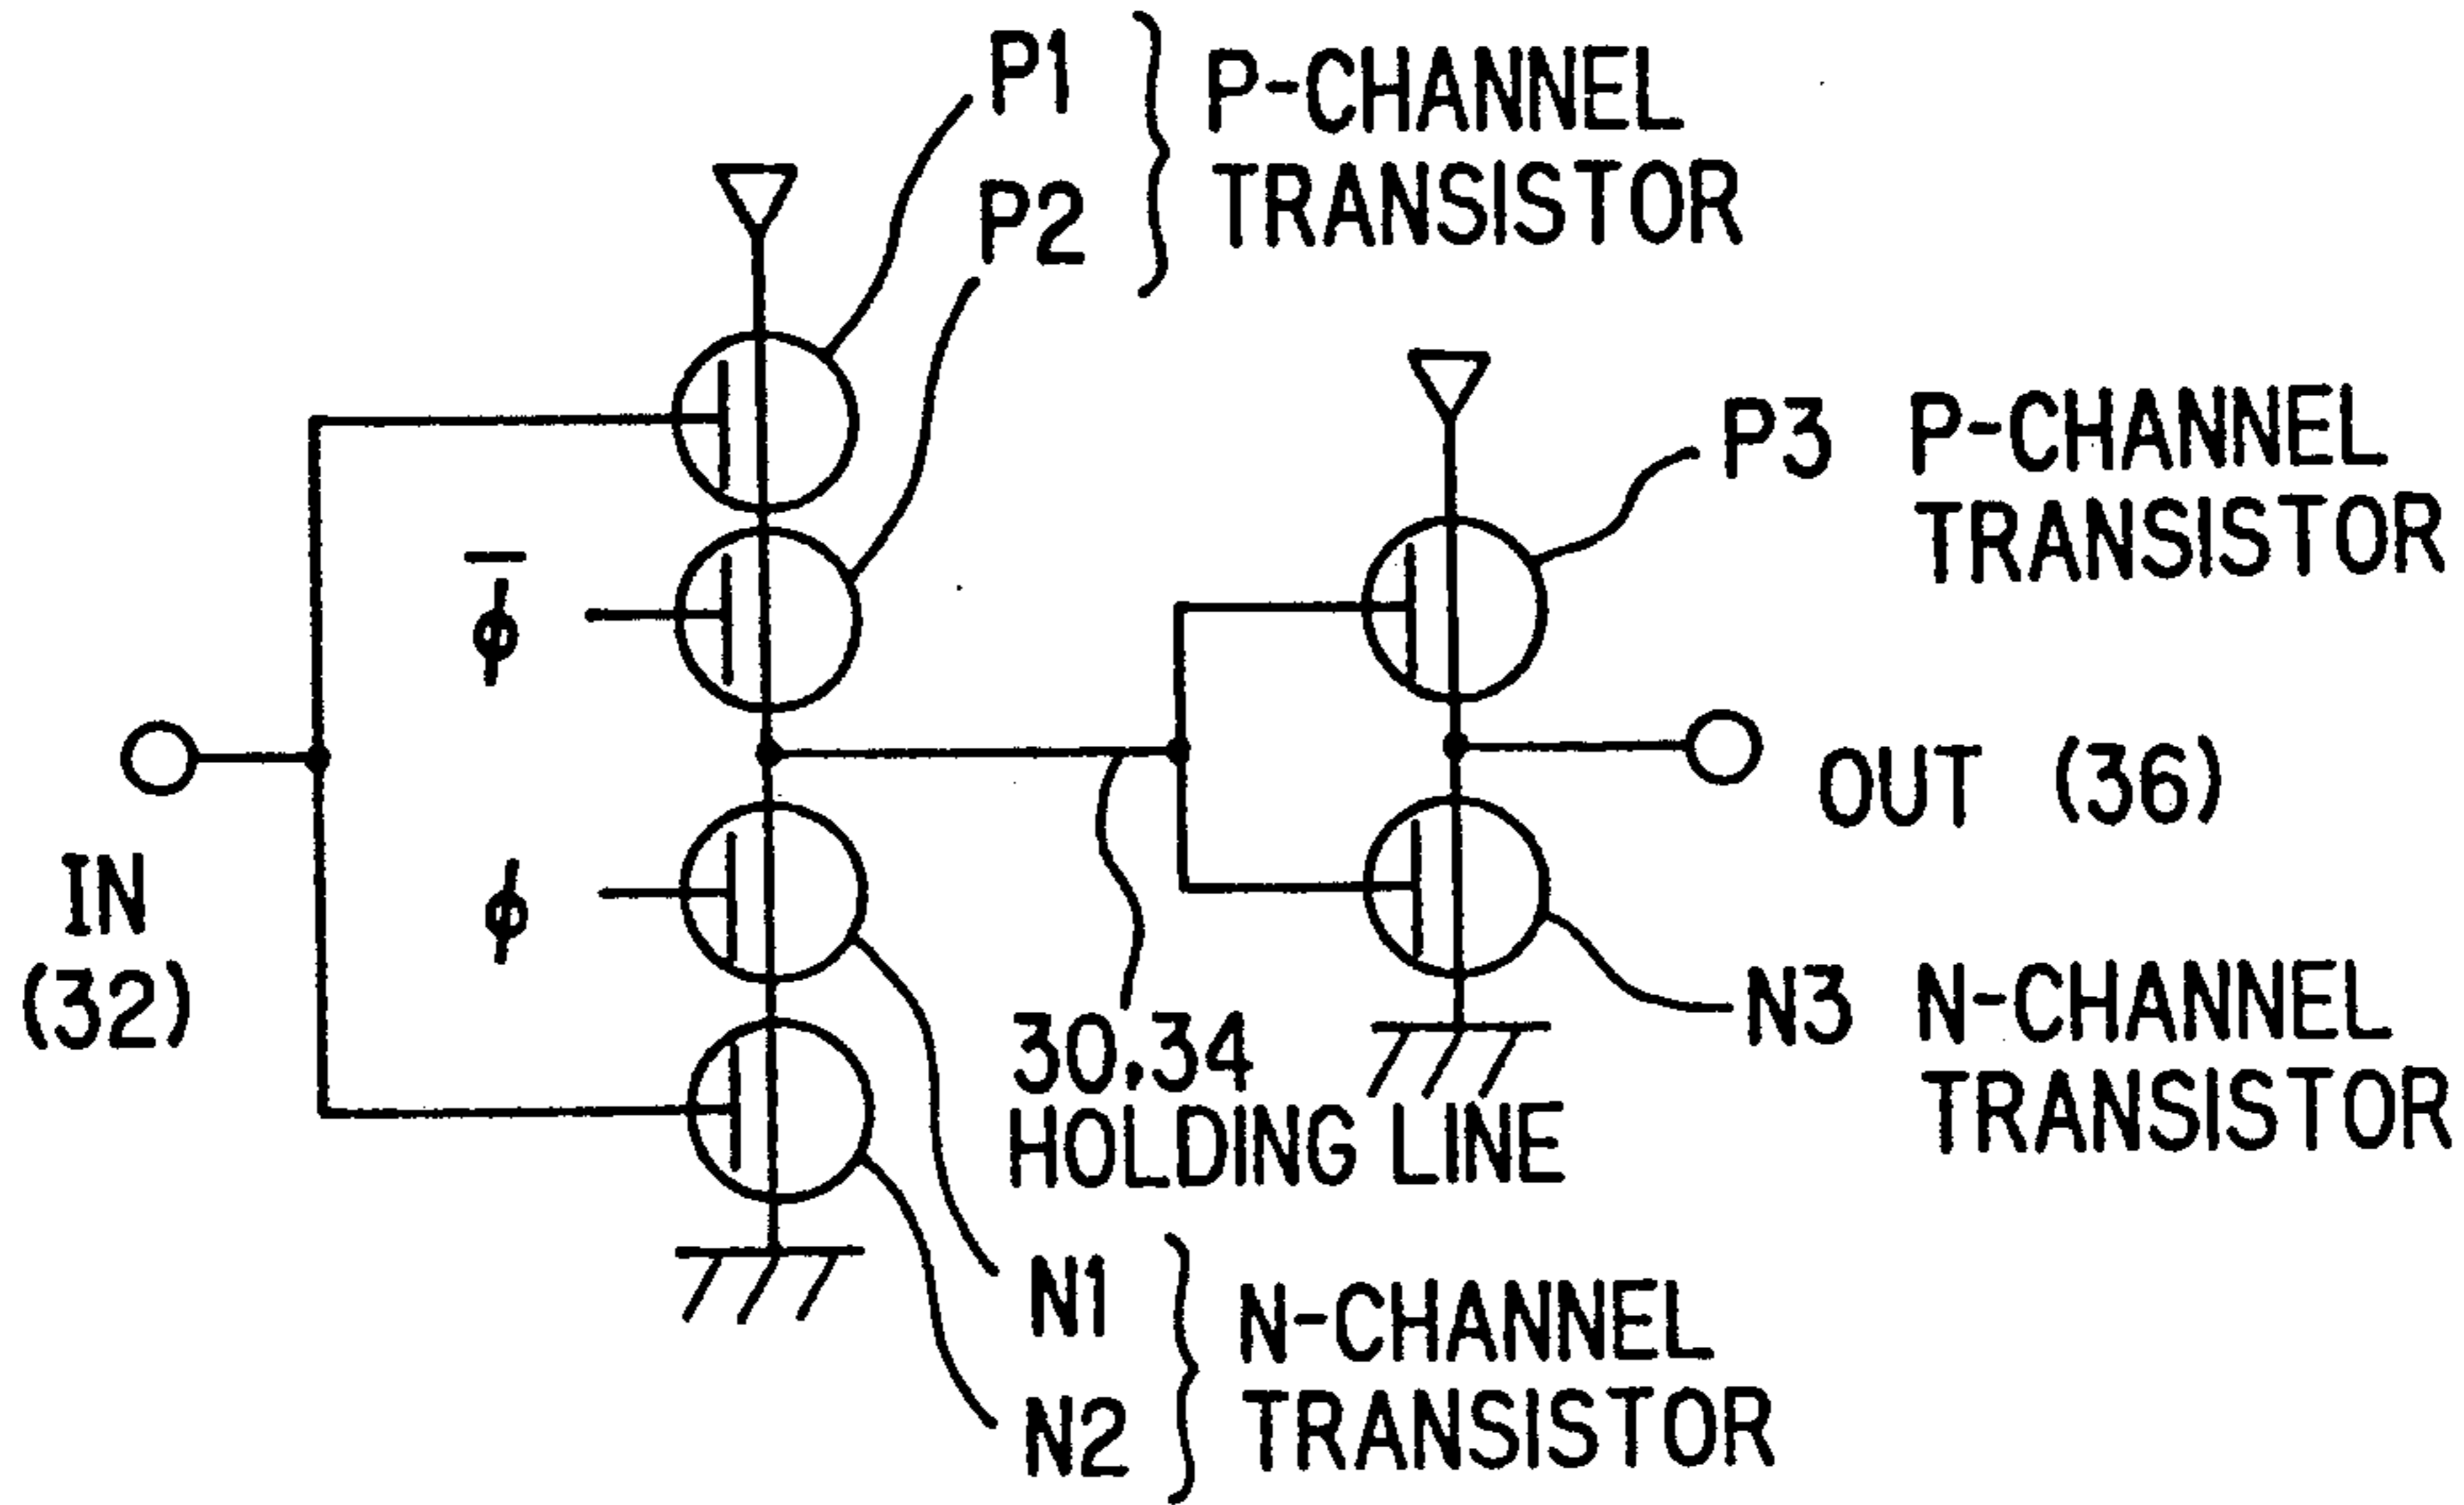 P1
P2
P-CHANNEL
TRANSISTOR
P3 P-CHANNEL
TRANSISTOR
ϕ̅
IN
(32)
ϕ
OUT (36)
30.34
HOLDING LINE
N3 N-CHANNEL
TRANSISTOR
N1
N2
N-CHANNEL
TRANSISTOR